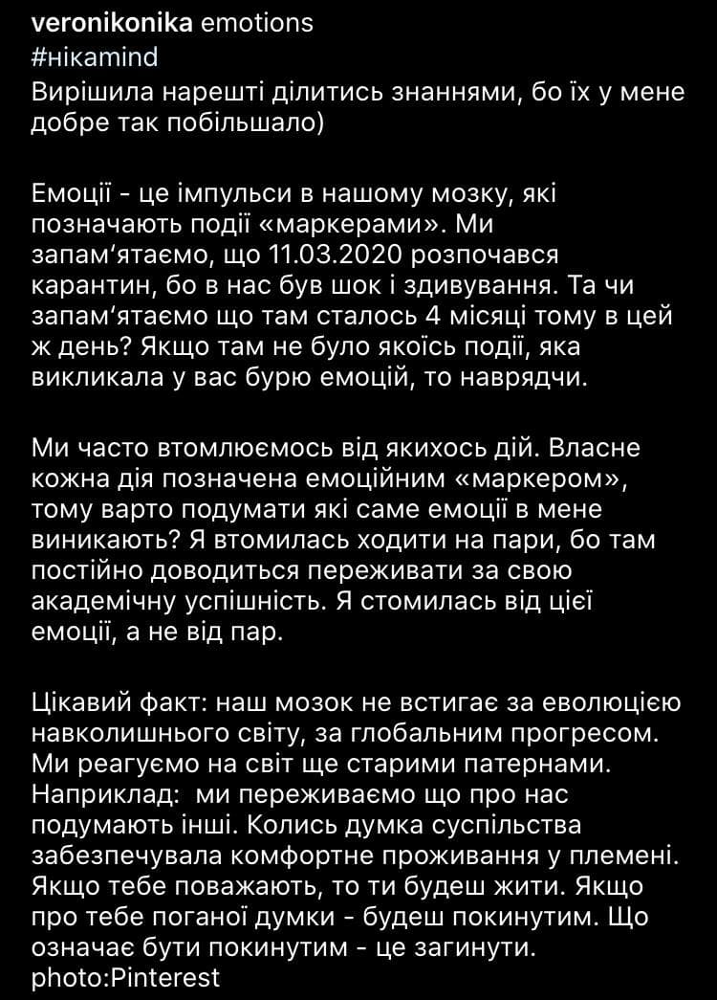 veronikonika emotions
#нікаmind
Вирішила нарешті ділитись знаннями, бо їх у мене
добре так побільшало)
Емоції - це імпульси в нашому мозку, які
позначають події «маркерами». Ми
запам‘ятаємо, що 11.03.2020 розпочався
карантин, бо в нас був шок і здивування. Та чи
запам‘ятаємо що там сталось 4 місяці тому в цей
ж день? Якщо там не було якоїсь події, яка
викликала у вас бурю емоцій, то наврядчи.
Ми часто втомлюємось від якихось дій. Власне
кожна дія позначена емоційним «маркером»,
тому варто подумати які саме емоції в мене
виникають? Я втомилась ходити на пари, бо там
постійно доводиться переживати за свою
академічну успішність. Я стомилась від цієї
емоції, а не від пар.
Цікавий факт: наш мозок не встигає за еволюцією
навколишнього світу, за глобальним прогресом.
Ми реагуємо на світ ще старими патернами.
Наприклад:  ми переживаємо що про нас
подумають інші. Колись думка суспільства
забезпечувала комфортне проживання у племені.
Якщо тебе поважають, то ти будеш жити. Якщо
про тебе поганої думки - будеш покинутим. Що
означає бути покинутим - це загинути.
photo:Pinterest